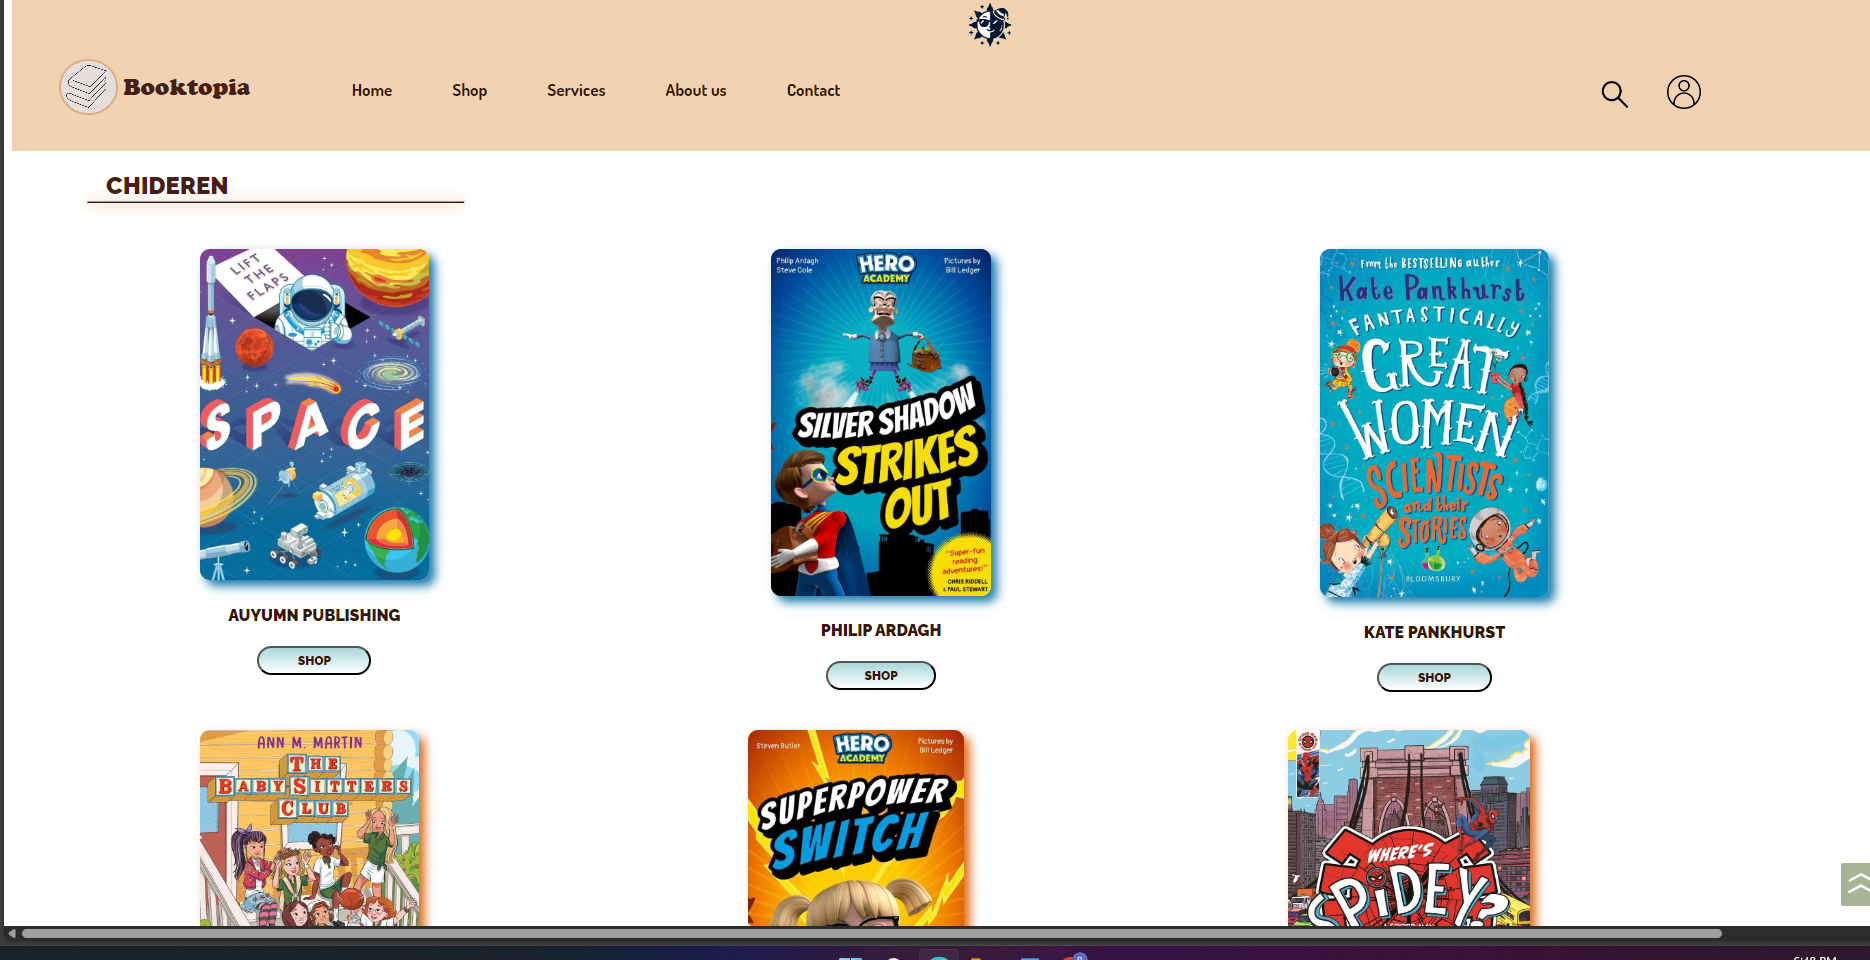 Booktopia
Home
Shop
Services
About us
Contact
CHIDEREN
LIFT
THE
FLAPS
SPACE
AUYUMN PUBLISHING
SHOP
Philip Ardagh
Steve Cole
HERO
ACADEMY
Pictures by
Bill Ledger
SILVER SHADOW
STRIKES
OUT
"Super-fun
reading
adventures!"
CHRIS RIDDELL
& PAUL STEWART
PHILIP ARDAGH
SHOP
From the BESTSELLING author
Kate Pankhurst
FANTASTICALLY
GREAT
WOMEN
SCIENTISTS
and their
STORIES
BLOOMSBURY
KATE PANKHURST
SHOP
ANN M. MARTIN
THE
BABY SITTERS
CLUB
Steven Butler
HERO
ACADEMY
Pictures by
Bill Ledger
SUPERPOWER
SWITCH
WHERE'S
SPIDEY?